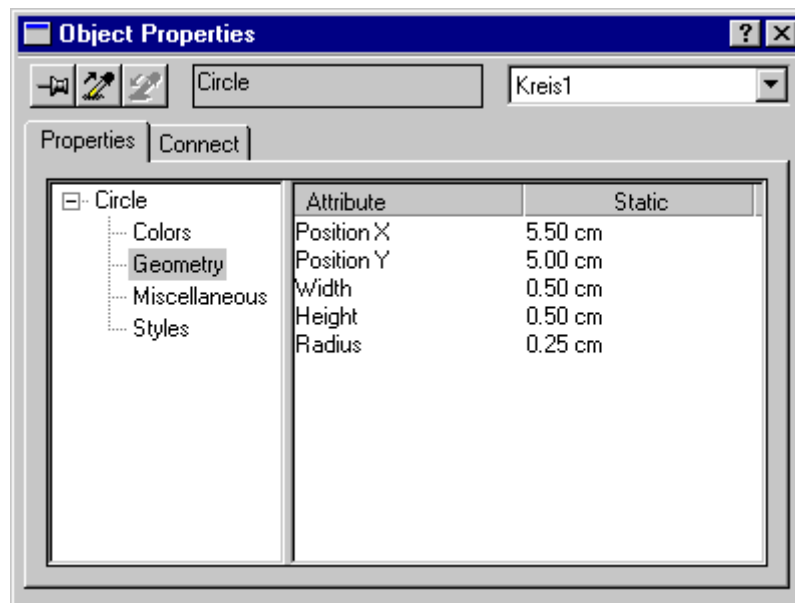 Object Properties
Circle
Kreis1
Properties
Connect
Circle
Colors
Geometry
Miscellaneous
Styles
Attribute Static
Position X 5.50 cm
Position Y 5.00 cm
Width 0.50 cm
Height 0.50 cm
Radius 0.25 cm